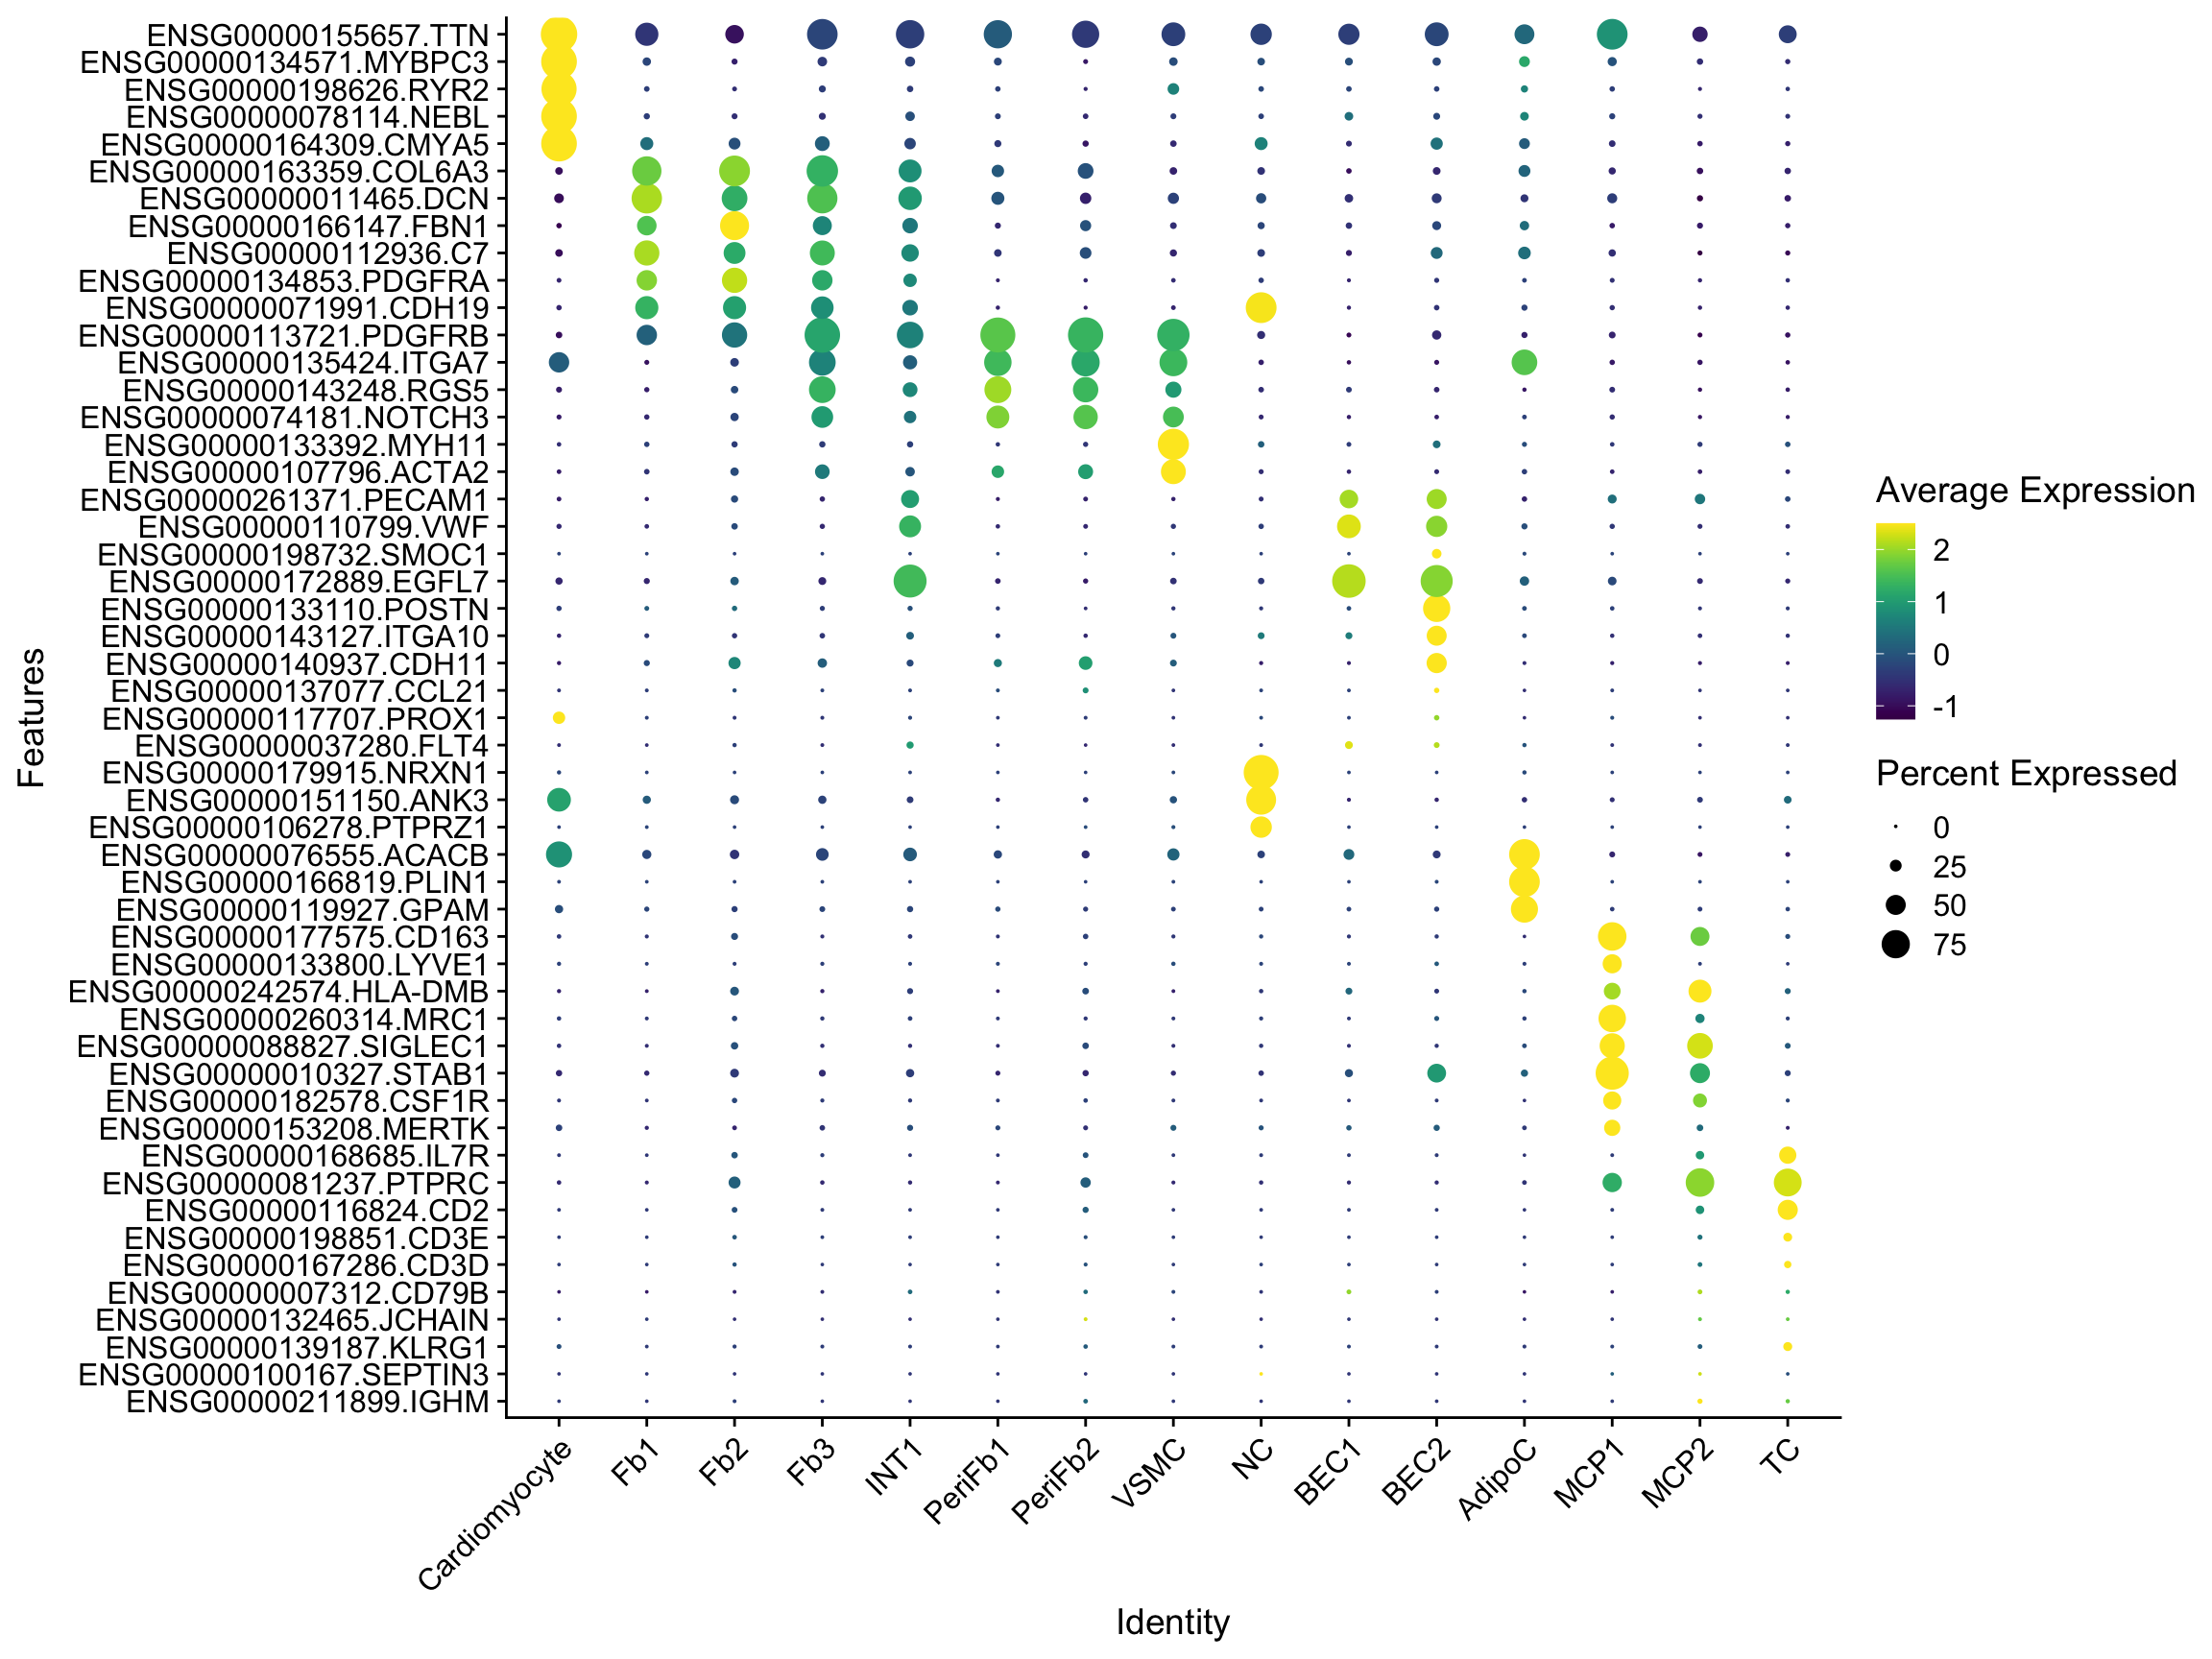 Features
ENSG00000155657.TTN
ENSG00000134571.MYBPC3
ENSG00000198626.RYR2
ENSG00000078114.NEBL
ENSG00000164309.CMYA5
ENSG00000163359.COL6A3
ENSG00000011465.DCN
ENSG00000166147.FBN1
ENSG00000112936.C7
ENSG00000134853.PDGFRA
ENSG00000071991.CDH19
ENSG00000113721.PDGFRB
ENSG00000135424.ITGA7
ENSG00000143248.RGS5
ENSG00000074181.NOTCH3
ENSG00000133392.MYH11
ENSG00000107796.ACTA2
ENSG00000261371.PECAM1
ENSG00000110799.VWF
ENSG00000198732.SMOC1
ENSG00000172889.EGFL7
ENSG00000133110.POSTN
ENSG00000143127.ITGA10
ENSG00000140937.CDH11
ENSG00000137077.CCL21
ENSG00000117707.PROX1
ENSG00000037280.FLT4
ENSG00000179915.NRXN1
ENSG00000151150.ANK3
ENSG00000106278.PTPRZ1
ENSG00000076555.ACACB
ENSG00000166819.PLIN1
ENSG00000119927.GPAM
ENSG00000177575.CD163
ENSG00000133800.LYVE1
ENSG00000242574.HLA-DMB
ENSG00000260314.MRC1
ENSG00000088827.SIGLEC1
ENSG00000010327.STAB1
ENSG00000182578.CSF1R
ENSG00000153208.MERTK
ENSG00000168685.IL7R
ENSG00000081237.PTPRC
ENSG00000116824.CD2
ENSG00000198851.CD3E
ENSG00000167286.CD3D
ENSG00000007312.CD79B
ENSG00000132465.JCHAIN
ENSG00000139187.KLRG1
ENSG00000100167.SEPTIN3
ENSG00000211899.IGHM
Cardiomyocyte
Fb1
Fb2
Fb3
INT1
PeriFb1
PeriFb2
VSMC
NC
BEC1
BEC2
AdipoC
MCP1
MCP2
TC
Identity
Average Expression
2
1
0
-1
Percent Expressed
0
25
50
75